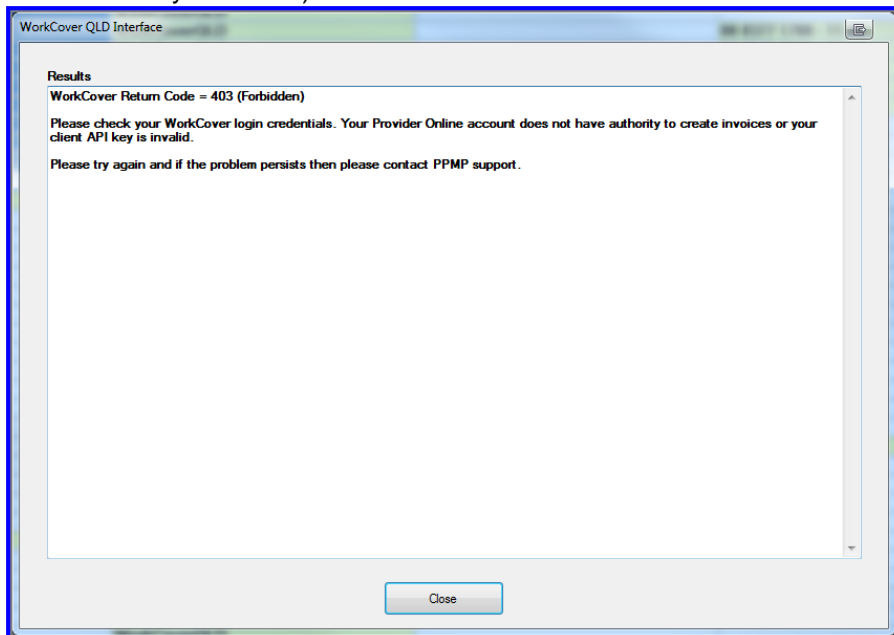 WorkCover QLD Interface
Results
WorkCover Return Code = 403 (Forbidden)
Please check your WorkCover login credentials. Your Provider Online account does not have authority to create invoices or your
client API key is invalid.
Please try again and if the problem persists then please contact PPMP support.
Close